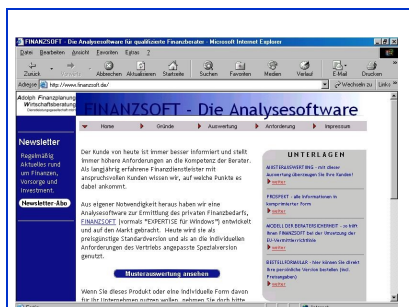 FINANZSOFT - Die Analysesoftware für qualifizierte Finanzberater - Microsoft Internet Explorer
Datei Bearbeiten Ansicht Favoriten Extras ?
Zurück Abbrechen Aktualisieren Startseite Suchen Favoriten Medien Verlauf E-Mail Drucken
Adresse http://www.finanzsoft.de/ Wechseln zu Links
Adolph Finanzplanung
Wirtschaftsberatung
FINANZSOFT - Die Analysesoftware
Home Gründe Auswertung Anforderung Impressum
Newsletter
Regelmäßig
Aktuelles rund
um Finanzen,
Vorsorge und
Investment.
Newsletter-Abo
Der Kunde von heute ist immer besser informiert und stellt
immer höhere Anforderungen an die Kompetenz der Berater.
Als langjährig erfahrene Finanzdienstleister mit
anspruchsvollen Kunden wissen wir, auf welche Punkte es
dabei ankommt.
Aus eigener Notwendigkeit heraus haben wir eine
Analysesoftware zur Ermittlung des privaten Finanzbedarfs,
FINANZSOFT (vormals "EXPERTISE für Windows") entwickelt
und auf den Markt gebracht. Heute wird sie als
preisgünstige Standardversion und als an die individuellen
Anforderungen des Vertriebs angepasste Spezialversion
genutzt.
Musterauswertung ansehen
Wenn Sie dieses Produkt oder eine individuelle Form davon
für Ihr Unternehmen nutzen wollen, nehmen Sie doch bitte
UNTERLAGEN
MUSTERAUSWERTUNG - mit dieser
Auswertung überzeugen Sie Ihre Kunden!
weiter
PROSPEKT - alle Informationen in
komprimierter Form
weiter
MODELL DER BERATERSICHERHEIT - so hilft
Ihnen FINANZSOFT bei der Umsetzung der
EU-Vermittlerrichtlinie
weiter
BESTELLFORMULAR - hier können Sie direkt
Ihre persönliche Version bestellen (incl.
Preisangaben)
weiter